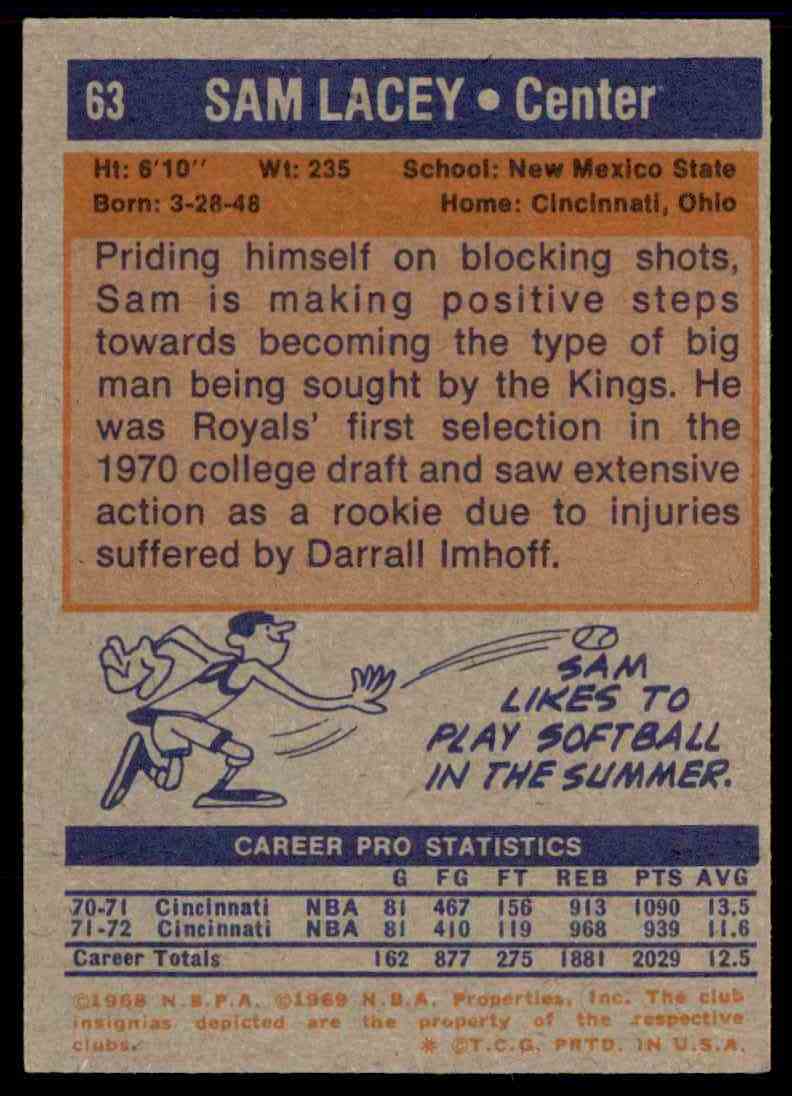 63 SAM LACEY • Center
Ht: 6'10'' Wt: 235 School: New Mexico State
Born: 3-28-48 Home: Cincinnati, Ohio
Priding himself on blocking shots,
Sam is making positive steps
towards becoming the type of big
man being sought by the Kings. He
was Royals' first selection in the
1970 college draft and saw extensive
action as a rookie due to injuries
suffered by Darrall Imhoff.
SAM
LIKES TO
PLAY SOFTBALL
IN THE SUMMER.
CAREER PRO STATISTICS
G FG FT REB PTS AVG
70-71 Cincinnati NBA 81 467 156 913 1090 13.5
71-72 Cincinnati NBA 81 410 119 968 939 11.6
Career Totals 162 877 275 1881 2029 12.5
©1968 N.B.P.A. ©1969 N.B.A. Properties, Inc. The club
insignias depicted are the property of the respective
clubs. * ©T.C.G. PRTD. IN U.S.A.